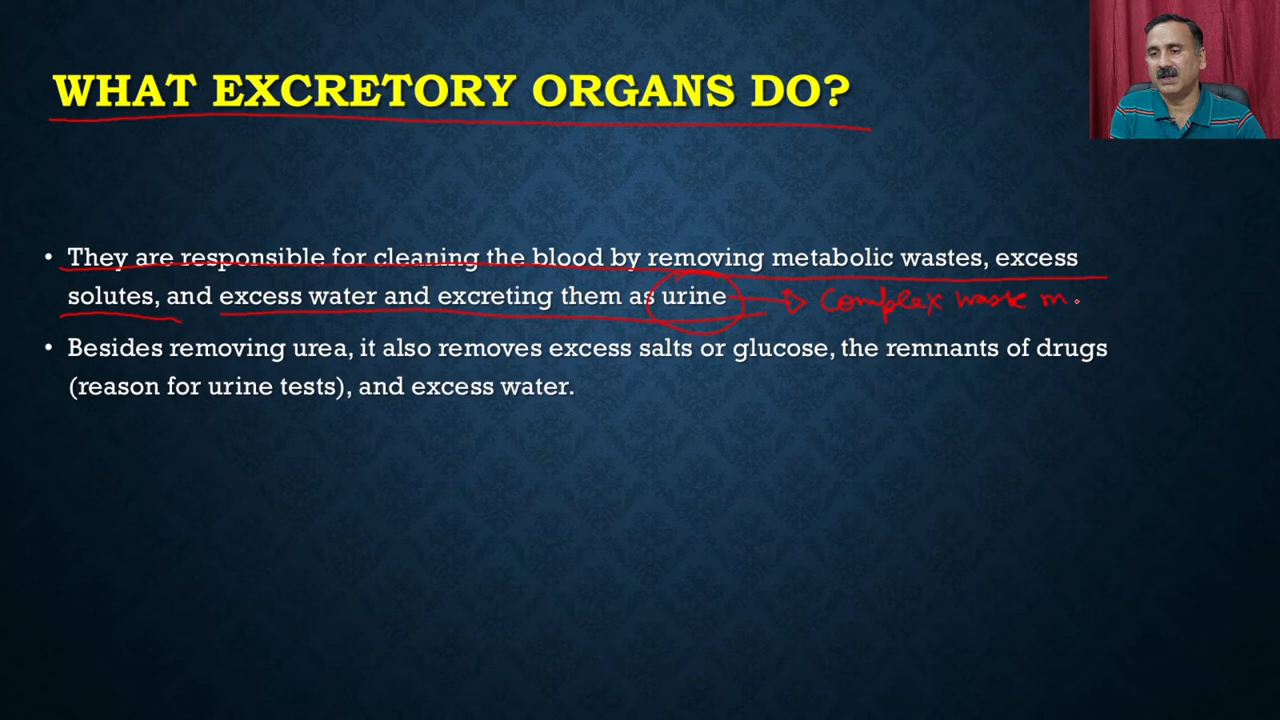 WHAT EXCRETORY ORGANS DO?
• They are responsible for cleaning the blood by removing metabolic wastes, excess
solutes, and excess water and excreting them as urine → Complex waste m
• Besides removing urea, it also removes excess salts or glucose, the remnants of drugs
(reason for urine tests), and excess water.